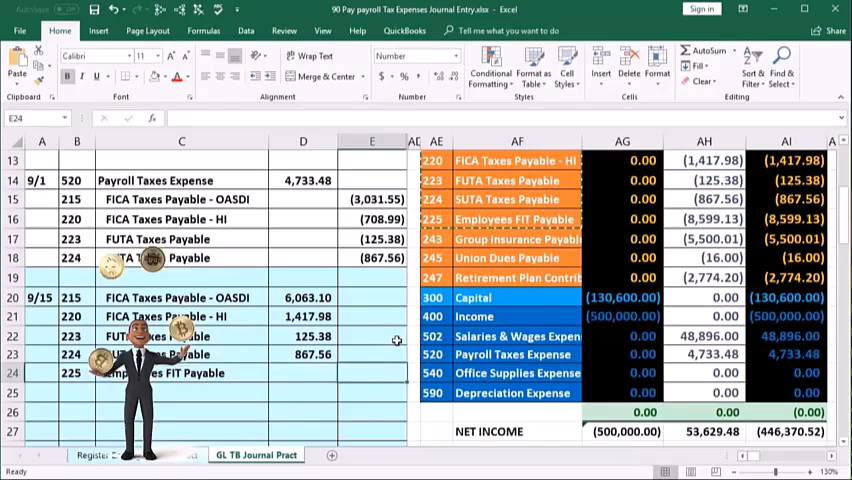 AutoSave
90 Pay payroll Tax Expenses Journal Entry.xlsx - Excel
Sign in
File Home Insert Page Layout Formulas Data Review View Help QuickBooks Tell me what you want to do Share
Paste Calibri 11 A A Wrap Text Number Conditional Formatting Format as Table Cell Styles Insert Delete Format AutoSum Fill Clear Sort & Filter Find & Select
B I U A Merge & Center $ % ,
Clipboard Font Alignment Number Styles Cells Editing
E24 fx
A B C D E AD AE AF AG AH AI A
13 220 FICA Taxes Payable - HI 0.00 (1,417.98) (1,417.98)
14 9/1 520 Payroll Taxes Expense 4,733.48 223 FUTA Taxes Payable 0.00 (125.38) (125.38)
15 215 FICA Taxes Payable - OASDI (3,031.55) 224 SUTA Taxes Payable 0.00 (867.56) (867.56)
16 220 FICA Taxes Payable - HI (708.99) 225 Employees FIT Payable 0.00 (8,599.13) (8,599.13)
17 223 FUTA Taxes Payable (125.38) 243 Group Insurance Payabl 0.00 (5,500.01) (5,500.01)
18 224 Payable (867.56) 245 Union Dues Payable 0.00 (16.00) (16.00)
19 247 Retirement Plan Contrib 0.00 (2,774.20) (2,774.20)
20 9/15 215 FICA Taxes Payable - OASDI 6,063.10 300 Capital (130,600.00) 0.00 (130,600.00)
21 220 FICA Taxes Payable - HI 1,417.98 400 Income (500,000.00) 0.00 (500,000.00)
22 223 Payable 125.38 502 Salaries & Wages Expen 0.00 48,896.00 48,896.00
23 224 Payable 867.56 520 Payroll Taxes Expense 0.00 4,733.48 4,733.48
24 225 FIT Payable 540 Office Supplies Expense 0.00 0.00 0.00
25 590 Depreciation Expense 0.00 0.00 0.00
26 0.00 0.00 (0.00)
27 NET INCOME (500,000.00) 53,629.48 (446,370.52)
Register GL TB Journal Pract
Ready 130%